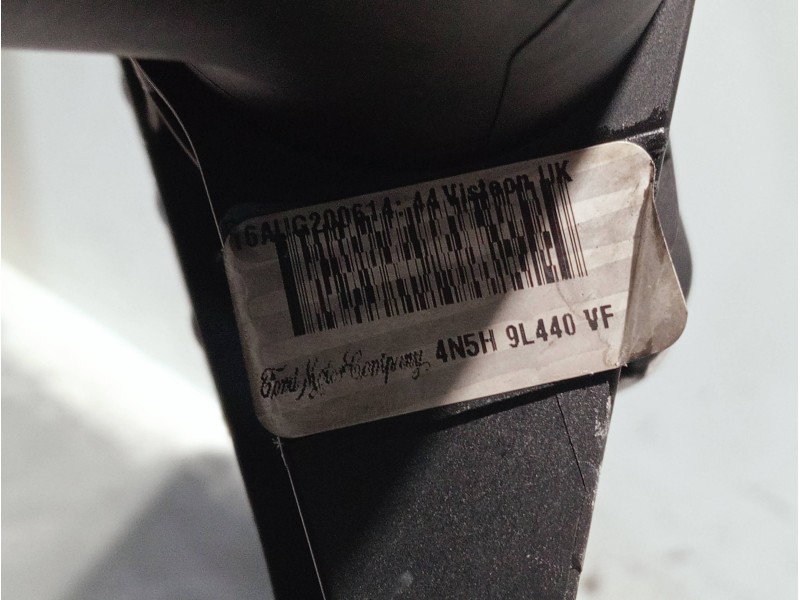 16AUG200614:44 Visteon UK
Ford Motor Company, 4N5H 9L440 VF